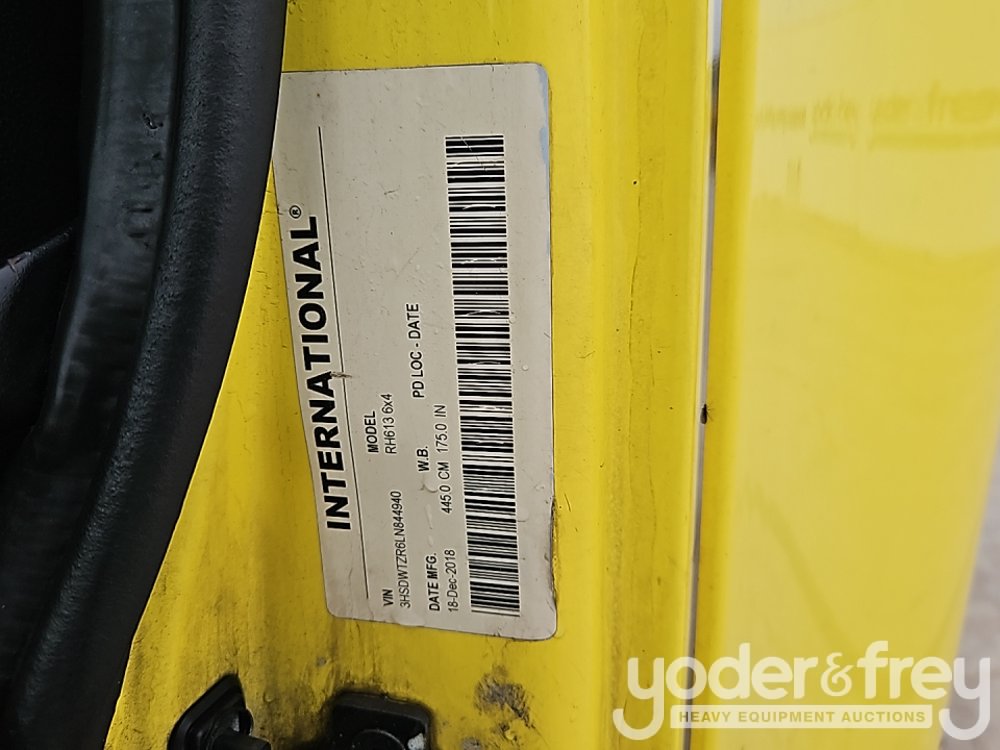 INTERNATIONAL®
VIN MODEL
3HSDWTZR6LN844940 RH613 6x4
DATE MFG. W.B. PD LOC - DATE
18-Dec-2018 445.0 CM 175.0 IN
yoder&frey
HEAVY EQUIPMENT AUCTIONS